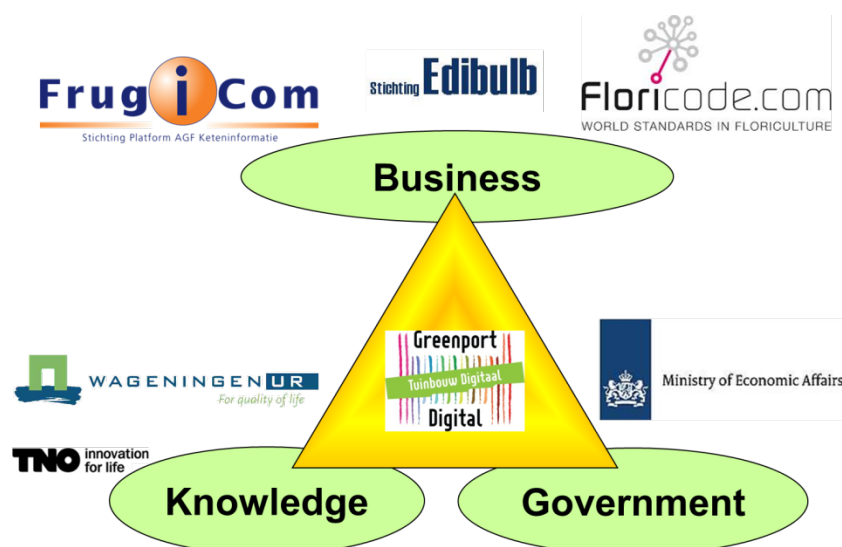 FrugiCom
Stichting Platform AGF Keteninformatie
Stichting Edibulb
Floricode.com
WORLD STANDARDS IN FLORICULTURE
Business
Greenport
Tuinbouw Digitaal
Digital
WAGENINGEN UR
For quality of life
Ministry of Economic Affairs
TNO innovation
for life
Knowledge
Government